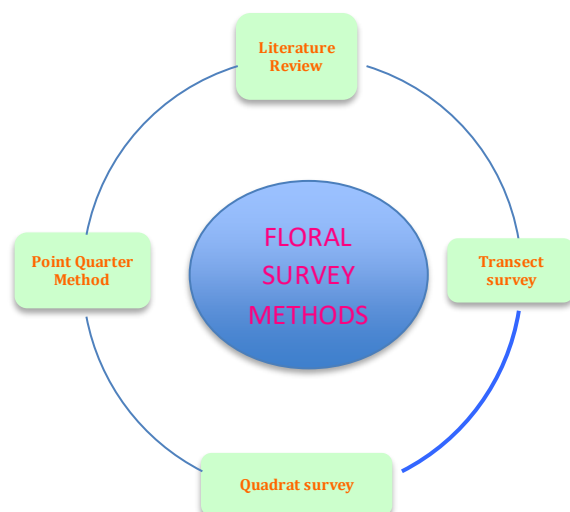 Literature
Review
FLORAL
SURVEY
METHODS
Point Quarter
Method
Transect
survey
Quadrat survey